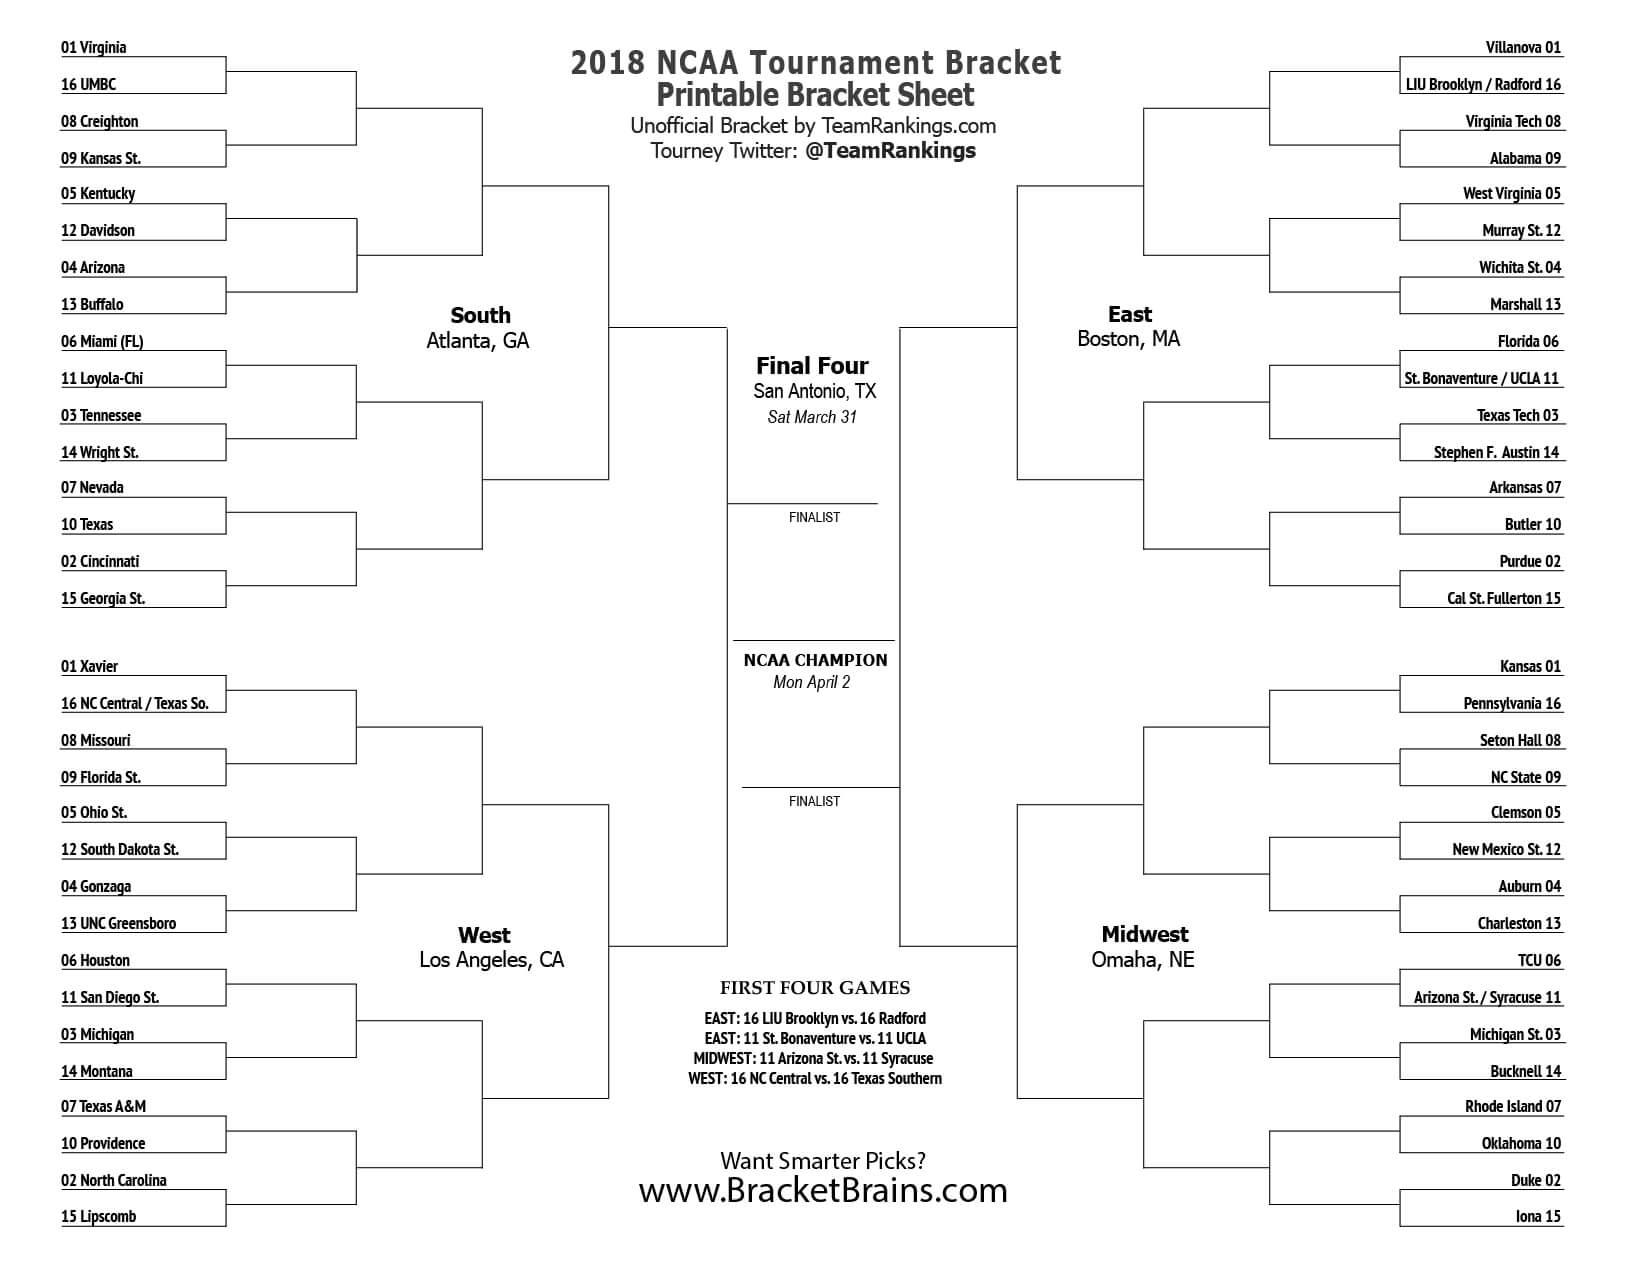 2018 NCAA Tournament Bracket
Printable Bracket Sheet
Unofficial Bracket by TeamRankings.com
Tourney Twitter: @TeamRankings
01 Virginia
16 UMBC
08 Creighton
09 Kansas St.
05 Kentucky
12 Davidson
04 Arizona
13 Buffalo
06 Miami (FL)
11 Loyola-Chi
03 Tennessee
14 Wright St.
07 Nevada
10 Texas
02 Cincinnati
15 Georgia St.
South
Atlanta, GA
01 Xavier
16 NC Central / Texas So.
08 Missouri
09 Florida St.
05 Ohio St.
12 South Dakota St.
04 Gonzaga
13 UNC Greensboro
06 Houston
11 San Diego St.
03 Michigan
14 Montana
07 Texas A&M
10 Providence
02 North Carolina
15 Lipscomb
West
Los Angeles, CA
Final Four
San Antonio, TX
Sat March 31
FINALIST
NCAA CHAMPION
Mon April 2
FINALIST
Villanova 01
LIU Brooklyn / Radford 16
Virginia Tech 08
Alabama 09
West Virginia 05
Murray St. 12
Wichita St. 04
Marshall 13
Florida 06
St. Bonaventure / UCLA 11
Texas Tech 03
Stephen F. Austin 14
Arkansas 07
Butler 10
Purdue 02
Cal St. Fullerton 15
East
Boston, MA
Kansas 01
Pennsylvania 16
Seton Hall 08
NC State 09
Clemson 05
New Mexico St. 12
Auburn 04
Charleston 13
TCU 06
Arizona St. / Syracuse 11
Michigan St. 03
Bucknell 14
Rhode Island 07
Oklahoma 10
Duke 02
Iona 15
Midwest
Omaha, NE
FIRST FOUR GAMES
EAST: 16 LIU Brooklyn vs. 16 Radford
EAST: 11 St. Bonaventure vs. 11 UCLA
MIDWEST: 11 Arizona St. vs. 11 Syracuse
WEST: 16 NC Central vs. 16 Texas Southern
Want Smarter Picks?
www.BracketBrains.com